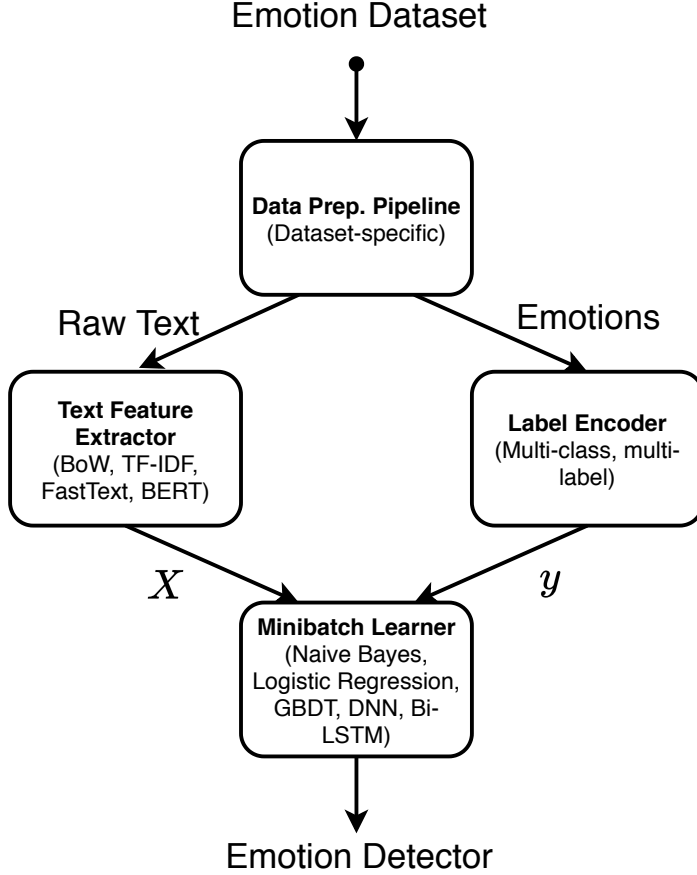 Emotion Dataset
Data Prep. Pipeline
(Dataset-specific)
Raw Text
Emotions
Text Feature
Extractor
(BoW, TF-IDF,
FastText, BERT)
Label Encoder
(Multi-class, multi-
label)
X
y
Minibatch Learner
(Naive Bayes,
Logistic Regression,
GBDT, DNN, Bi-
LSTM)
Emotion Detector